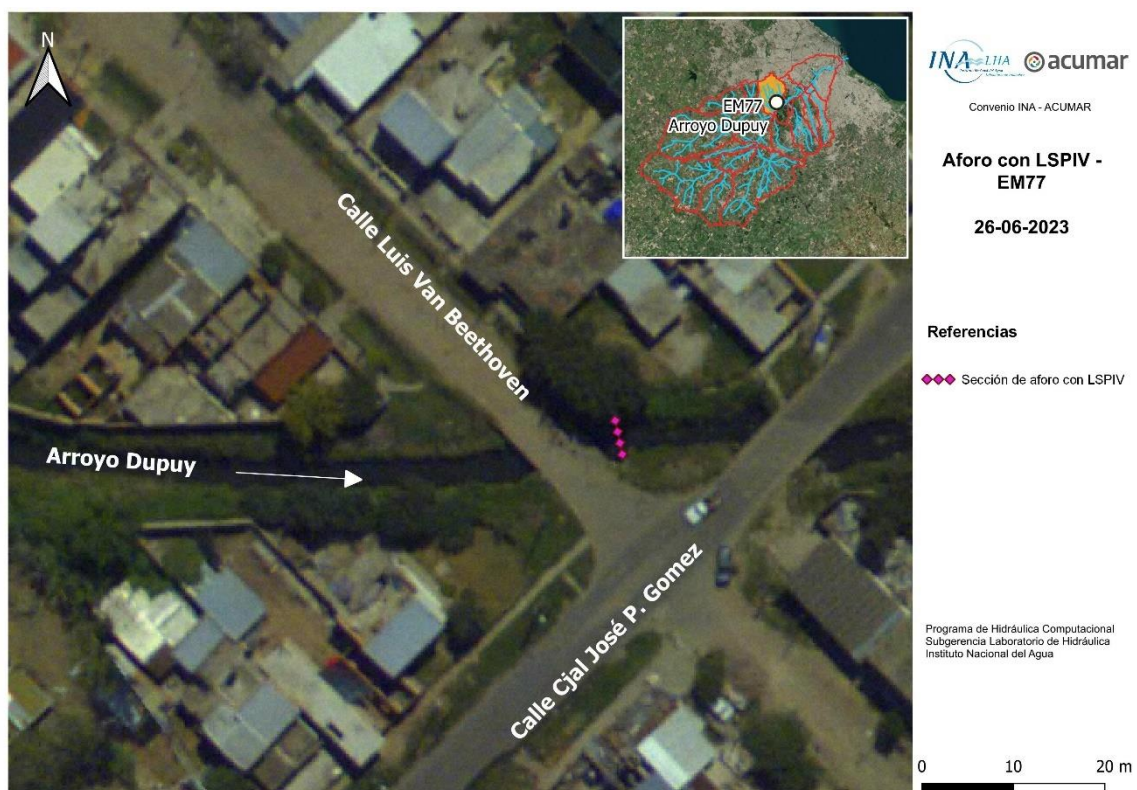 N
EM77
Arroyo Dupuy
Calle Luis Van Beethoven
Arroyo Dupuy
Calle Cjal José P. Gomez
INA LHA
acumar
Convenio INA - ACUMAR
Aforo con LSPIV -
EM77
26-06-2023
Referencias
Sección de aforo con LSPIV
Programa de Hidráulica Computacional
Subgerencia Laboratorio de Hidráulica
Instituto Nacional del Agua
0 10 20 m